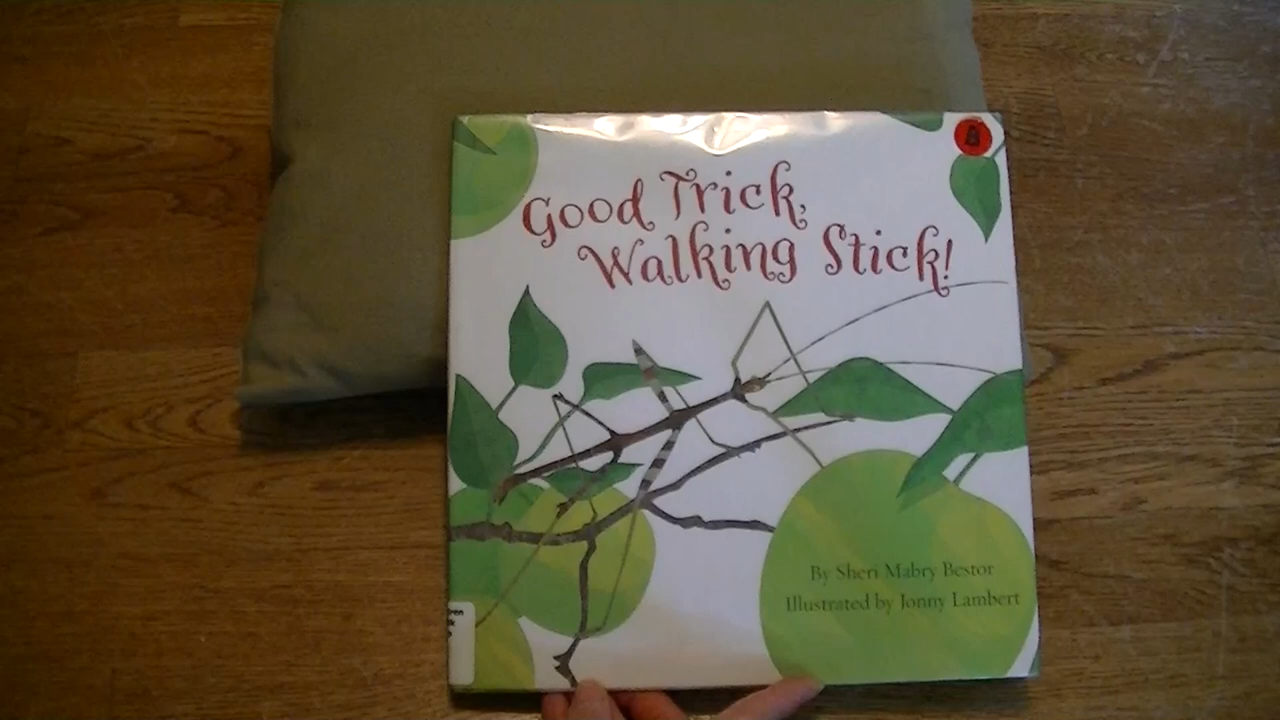 Good Trick,
Walking Stick!
By Sheri Mabry Bestor
Illustrated by Jonny Lambert